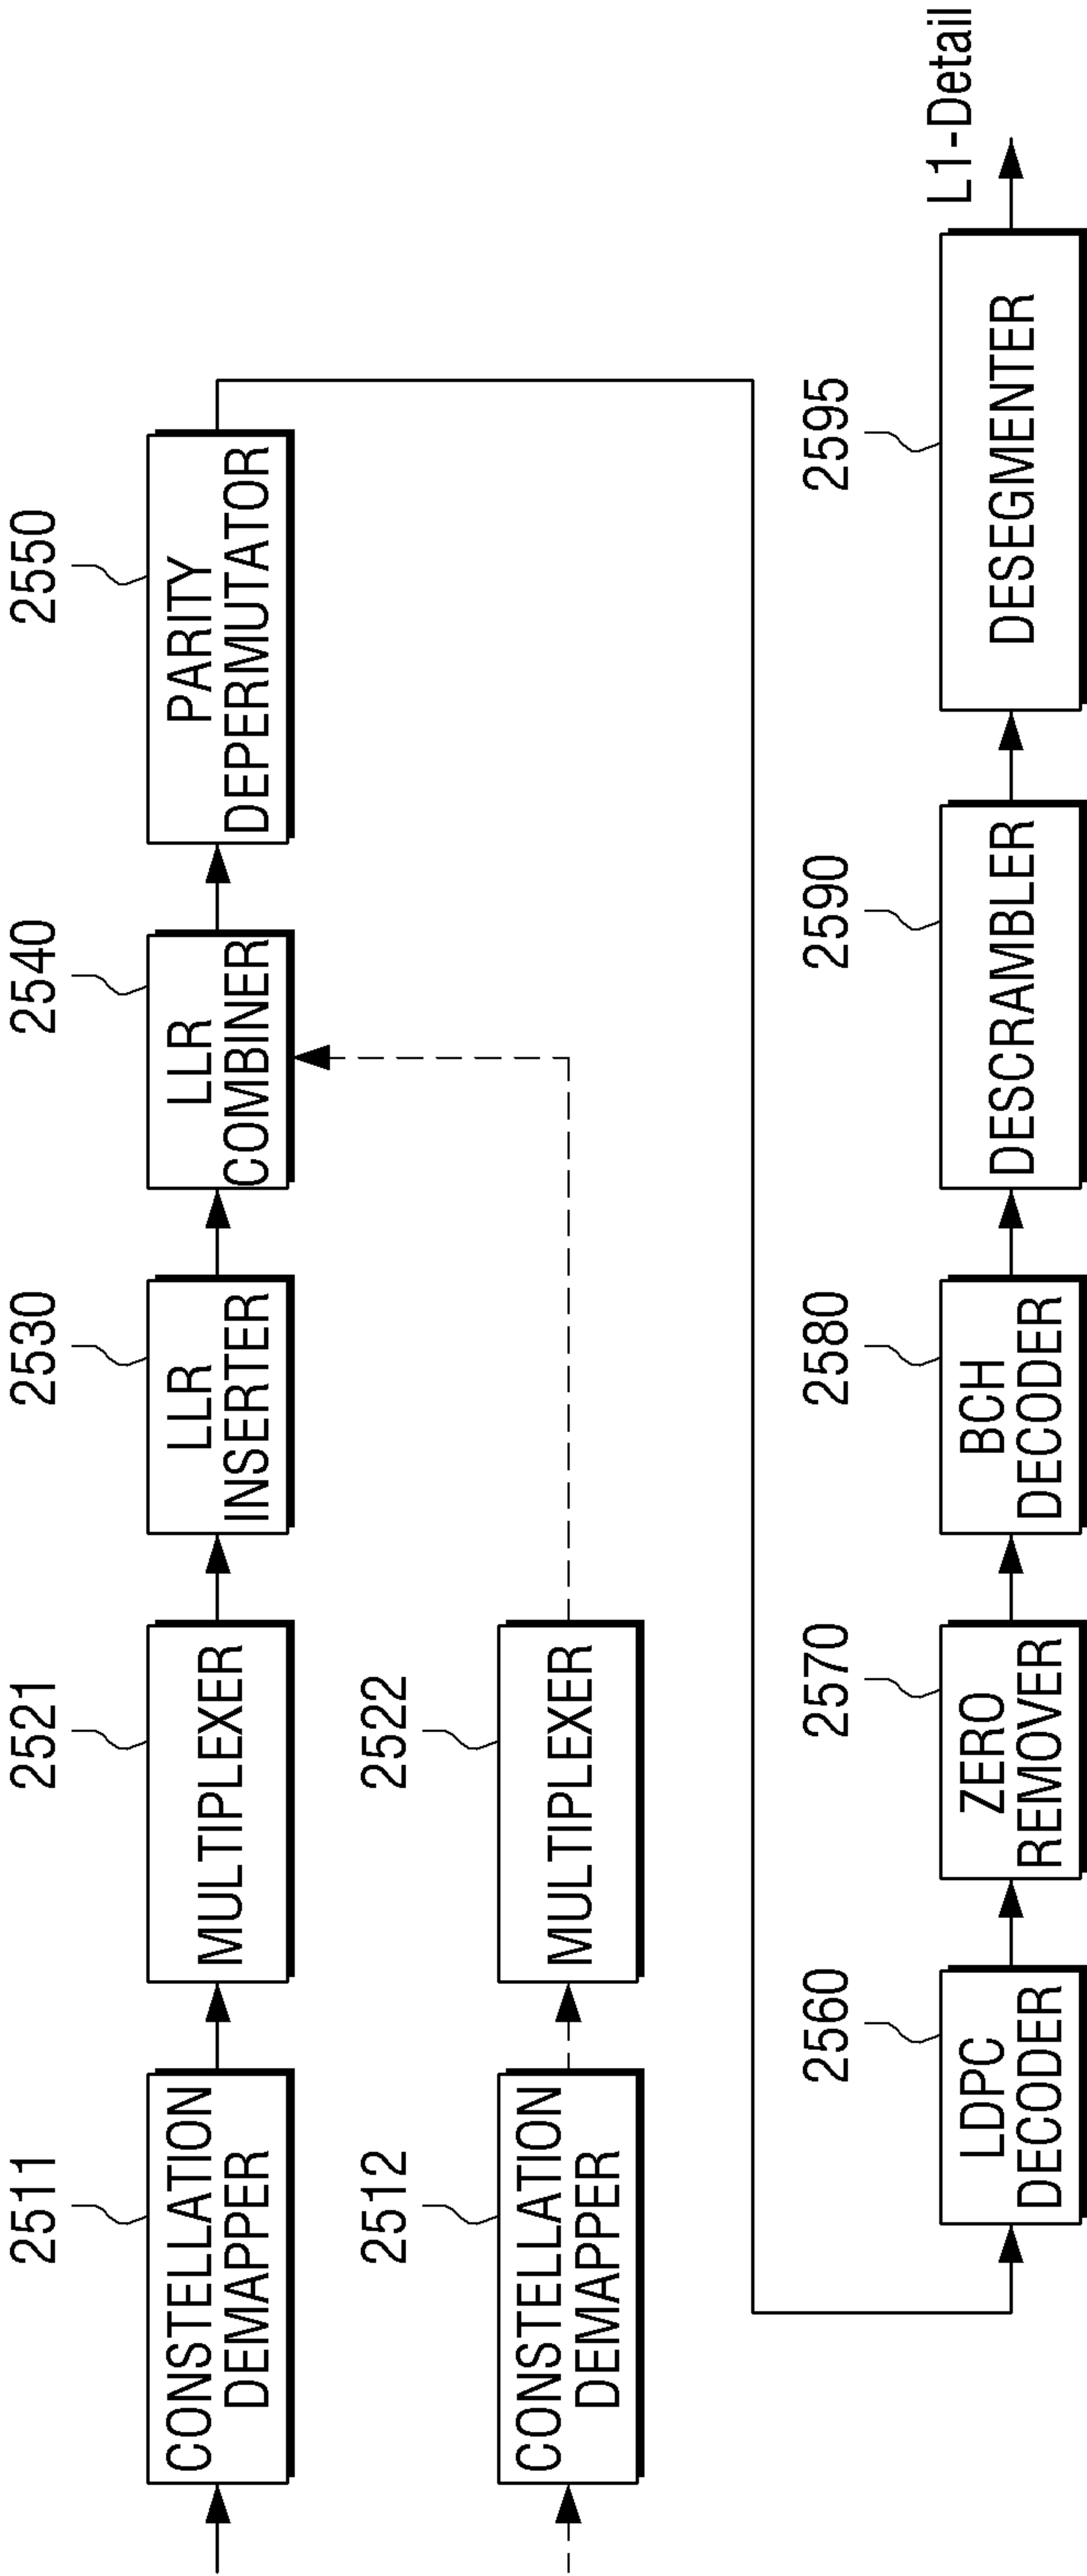 2511
CONSTELLATION
DEMAPPER
2521
MULTIPLEXER
2530
LLR
INSERTER
2540
LLR
COMBINER
2550
PARITY
DEPERMUTATOR
2512
CONSTELLATION
DEMAPPER
2522
MULTIPLEXER
2560
LDPC
DECODER
2570
ZERO
REMOVER
2580
BCH
DECODER
2590
DESCRAMBLER
2595
DESEGMENTER
L1-Detail